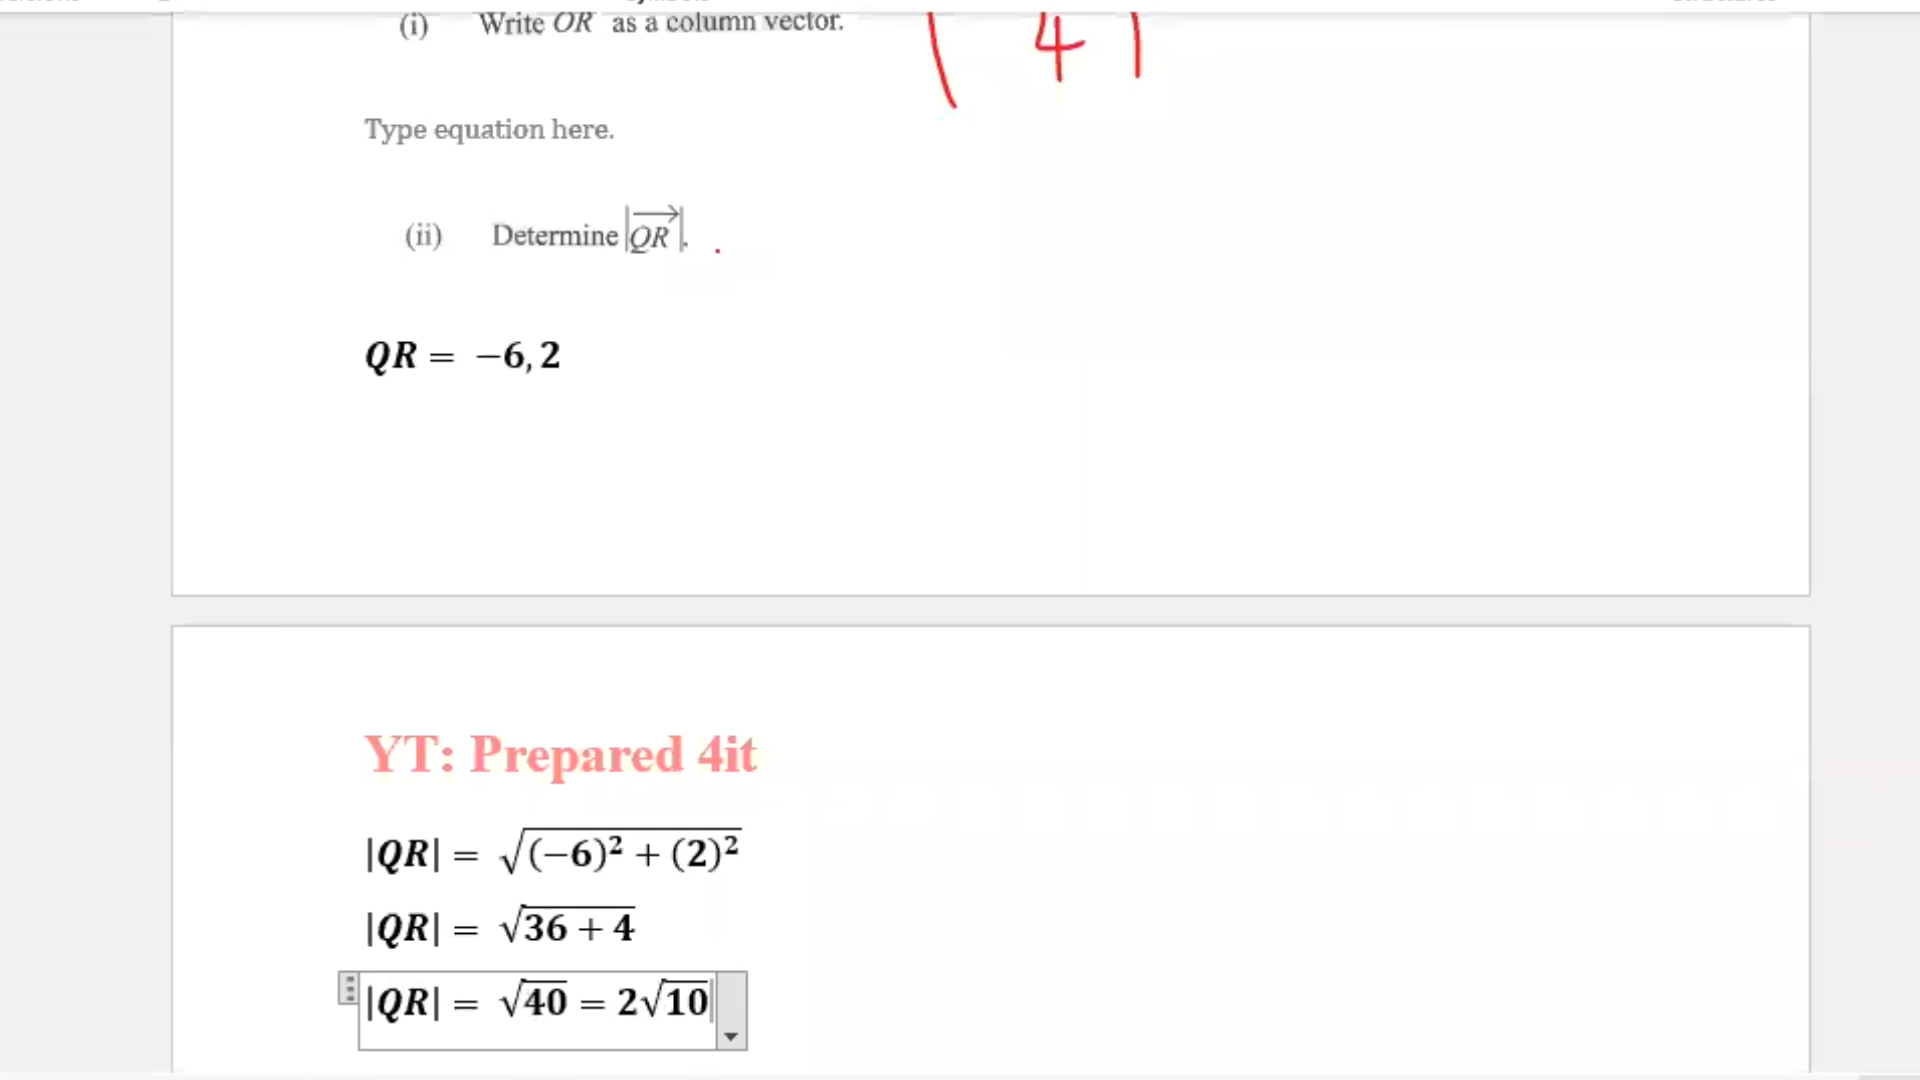 (i) Write OR as a column vector.
( 4 )
Type equation here.
(ii) Determine |\overrightarrow{QR}|.
QR = −6, 2
YT: Prepared 4it
|QR| = √(−6)² + (2)²
|QR| = √36 + 4
|QR| = √40 = 2√10